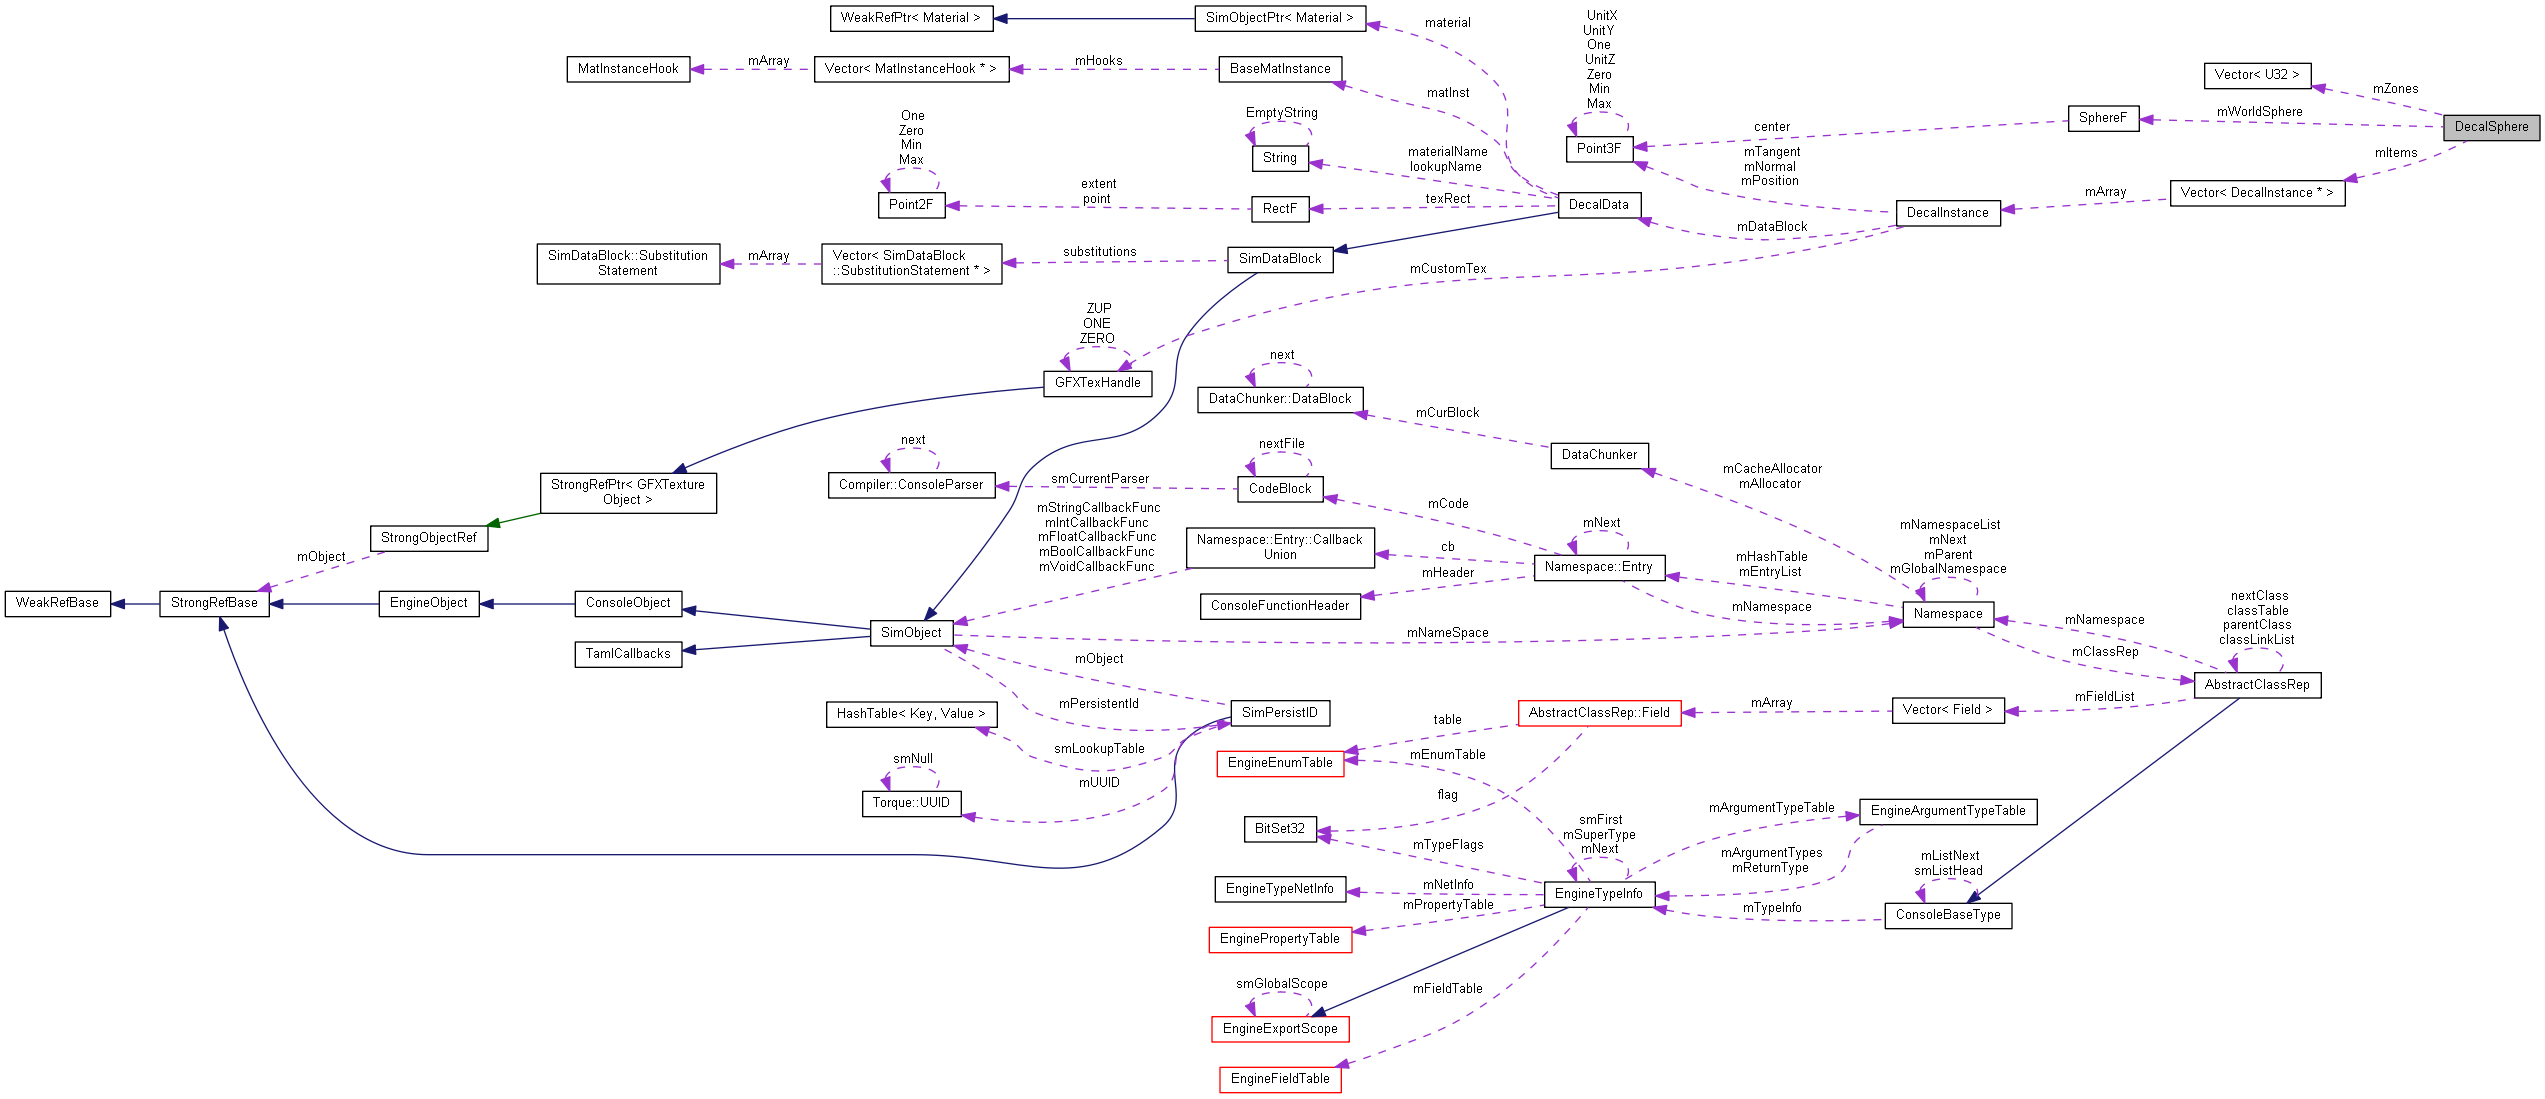 WeakRefPtr< Material >
SimObjectPtr< Material >
material
UnitX
UnitY
One
UnitZ
Zero
Min
Max
MatInstanceHook
mArray
Vector< MatInstanceHook * >
mHooks
BaseMatInstance
matInst
Vector< U32 >
mZones
EmptyString
String
materialName
lookupName
Point3F
center
SphereF
mWorldSphere
DecalSphere
One
Zero
Min
Max
Point2F
extent
point
RectF
texRect
DecalData
mTangent
mNormal
mPosition
mDataBlock
DecalInstance
mArray
Vector< DecalInstance * >
mItems
SimDataBlock::Substitution
Statement
mArray
Vector< SimDataBlock
::SubstitutionStatement * >
substitutions
SimDataBlock
mCustomTex
ZUP
ONE
ZERO
GFXTexHandle
next
DataChunker::DataBlock
mCurBlock
DataChunker
mCacheAllocator
mAllocator
next
Compiler::ConsoleParser
smCurrentParser
nextFile
CodeBlock
mCode
StrongRefPtr< GFXTexture
Object >
StrongObjectRef
mObject
mStringCallbackFunc
mIntCallbackFunc
mFloatCallbackFunc
mBoolCallbackFunc
mVoidCallbackFunc
Namespace::Entry::Callback
Union
cb
mHeader
ConsoleFunctionHeader
mNext
Namespace::Entry
mHashTable
mEntryList
mNamespace
mNamespaceList
mNext
mParent
mGlobalNamespace
Namespace
WeakRefBase
StrongRefBase
EngineObject
ConsoleObject
SimObject
TamlCallbacks
mNameSpace
mNamespace
mClassRep
nextClass
classTable
parentClass
classLinkList
AbstractClassRep
mObject
mPersistentId
SimPersistID
HashTable< Key, Value >
smLookupTable
mUUID
smNull
Torque::UUID
AbstractClassRep::Field
mArray
Vector< Field >
mFieldList
table
EngineEnumTable
mEnumTable
flag
BitSet32
mTypeFlags
smFirst
mSuperType
mNext
EngineTypeInfo
mArgumentTypeTable
EngineArgumentTypeTable
mArgumentTypes
mReturnType
EngineTypeNetInfo
mNetInfo
mPropertyTable
EnginePropertyTable
mTypeInfo
mListNext
smListHead
ConsoleBaseType
smGlobalScope
EngineExportScope
mFieldTable
EngineFieldTable